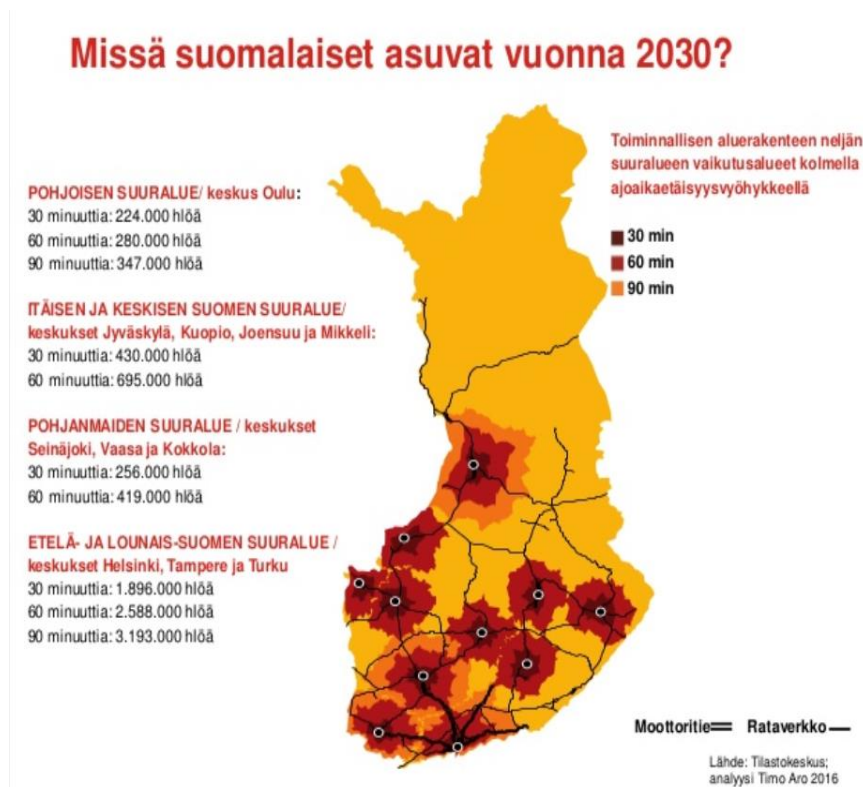 Missä suomalaiset asuvat vuonna 2030?
POHJOISEN SUURALUE/ keskus Oulu:
30 minuuttia: 224.000 hlöä
60 minuuttia: 280.000 hlöä
90 minuuttia: 347.000 hlöä
ITÄISEN JA KESKISEN SUOMEN SUURALUE/
keskukset Jyväskylä, Kuopio, Joensuu ja Mikkeli:
30 minuuttia: 430.000 hlöä
60 minuuttia: 695.000 hlöä
POHJANMAIDEN SUURALUE / keskukset
Seinäjoki, Vaasa ja Kokkola:
30 minuuttia: 256.000 hlöä
60 minuuttia: 419.000 hlöä
ETELÄ- JA LOUNAIS-SUOMEN SUURALUE /
keskukset Helsinki, Tampere ja Turku
30 minuuttia: 1.896.000 hlöä
60 minuuttia: 2.588.000 hlöä
90 minuuttia: 3.193.000 hlöä
Toiminnallisen aluerakenteen neljän
suuralueen vaikutusalueet kolmella
ajoaikaetäisyysvyöhykkeellä
30 min
60 min
90 min
Moottoritie Rataverkko
Lähde: Tilastokeskus;
analyysi Timo Aro 2016